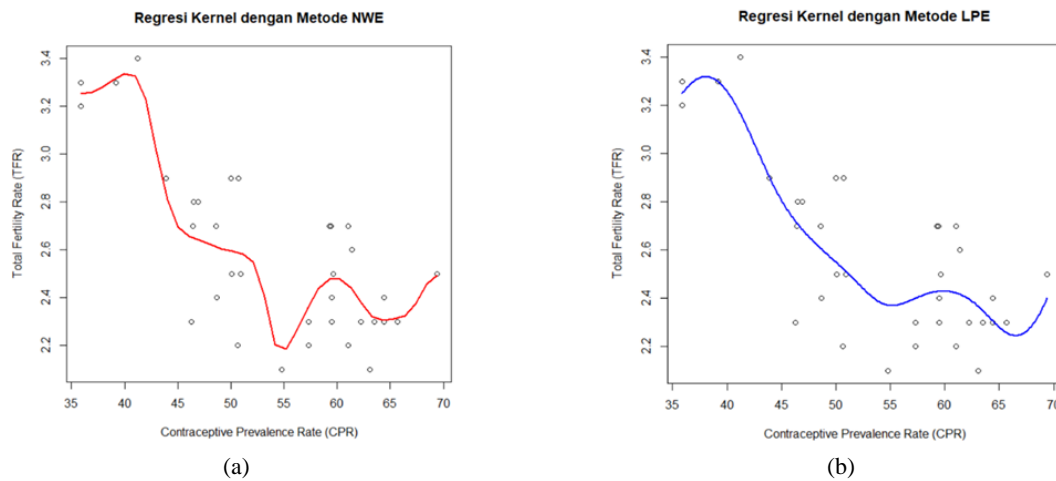 Regresi Kernel dengan Metode NWE
Total Fertility Rate (TFR)
3.4
3.2
3.0
2.8
2.6
2.4
2.2
35 40 45 50 55 60 65 70
Contraceptive Prevalence Rate (CPR)
(a)
Regresi Kernel dengan Metode LPE
Total Fertility Rate (TFR)
3.4
3.2
3.0
2.8
2.6
2.4
2.2
35 40 45 50 55 60 65 70
Contraceptive Prevalence Rate (CPR)
(b)